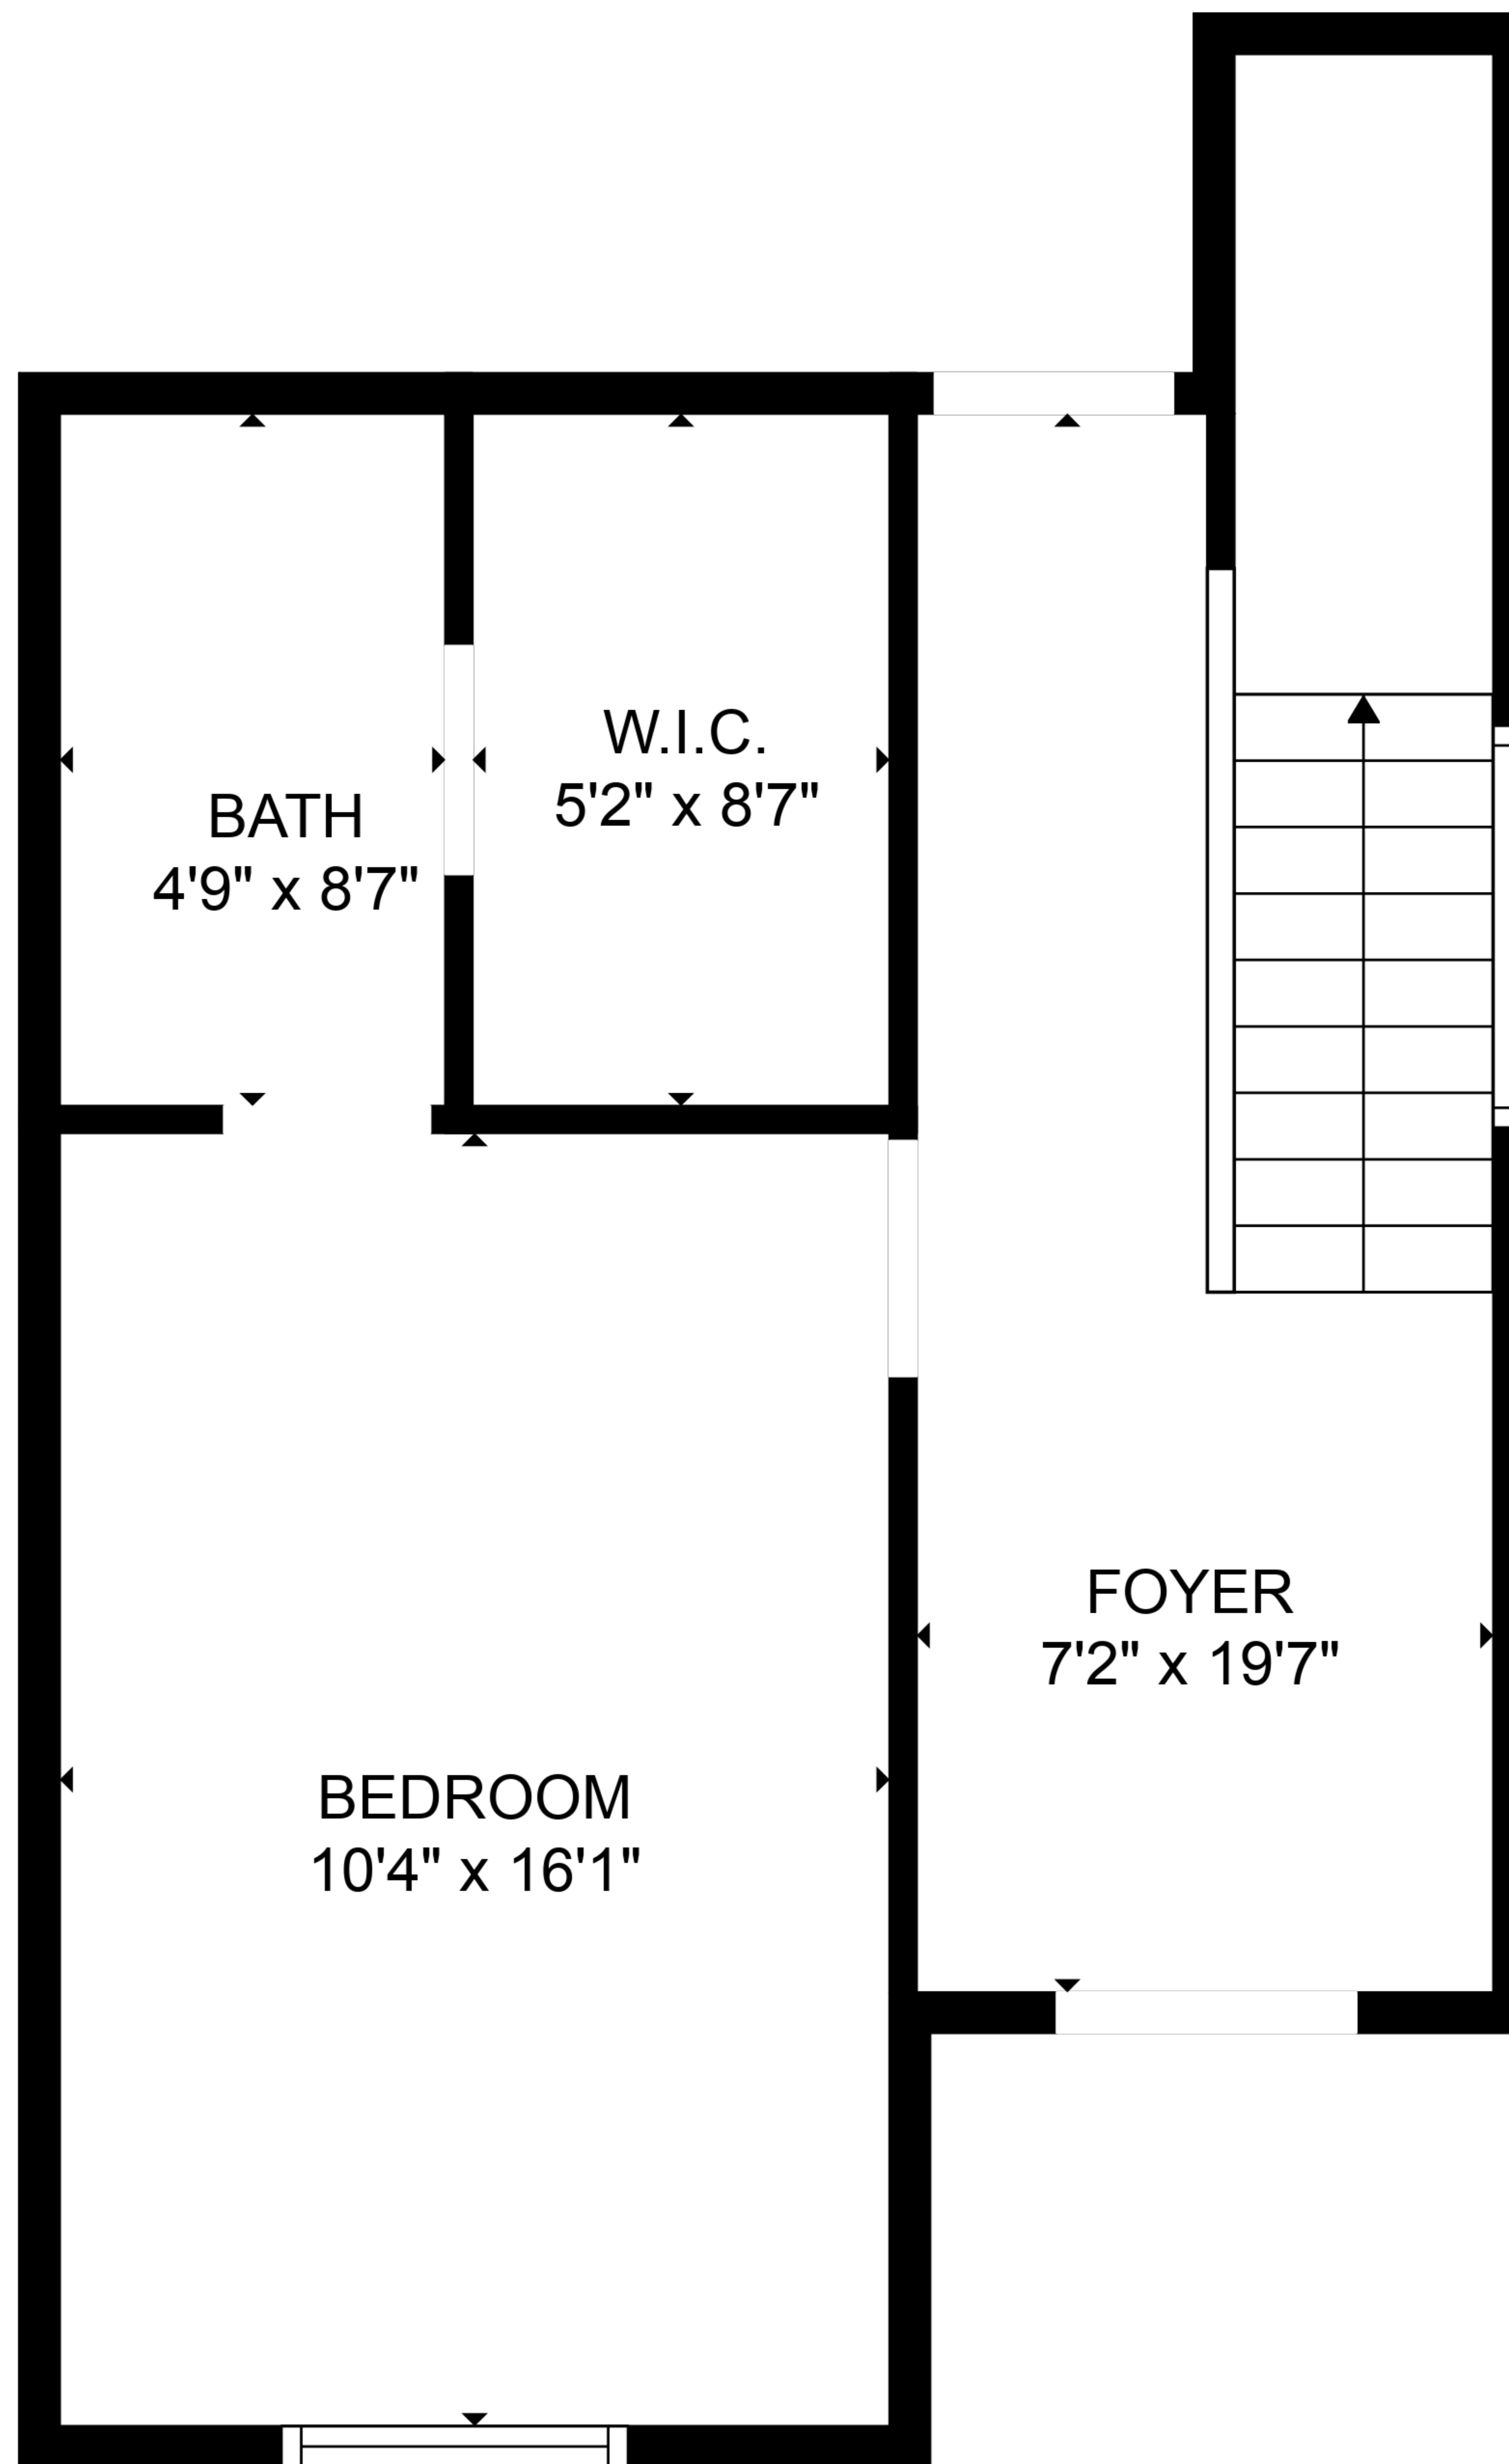 W.I.C.
5'2" x 8'7"
BATH
4'9" x 8'7"
FOYER
7'2" x 19'7"
BEDROOM
10'4" x 16'1"